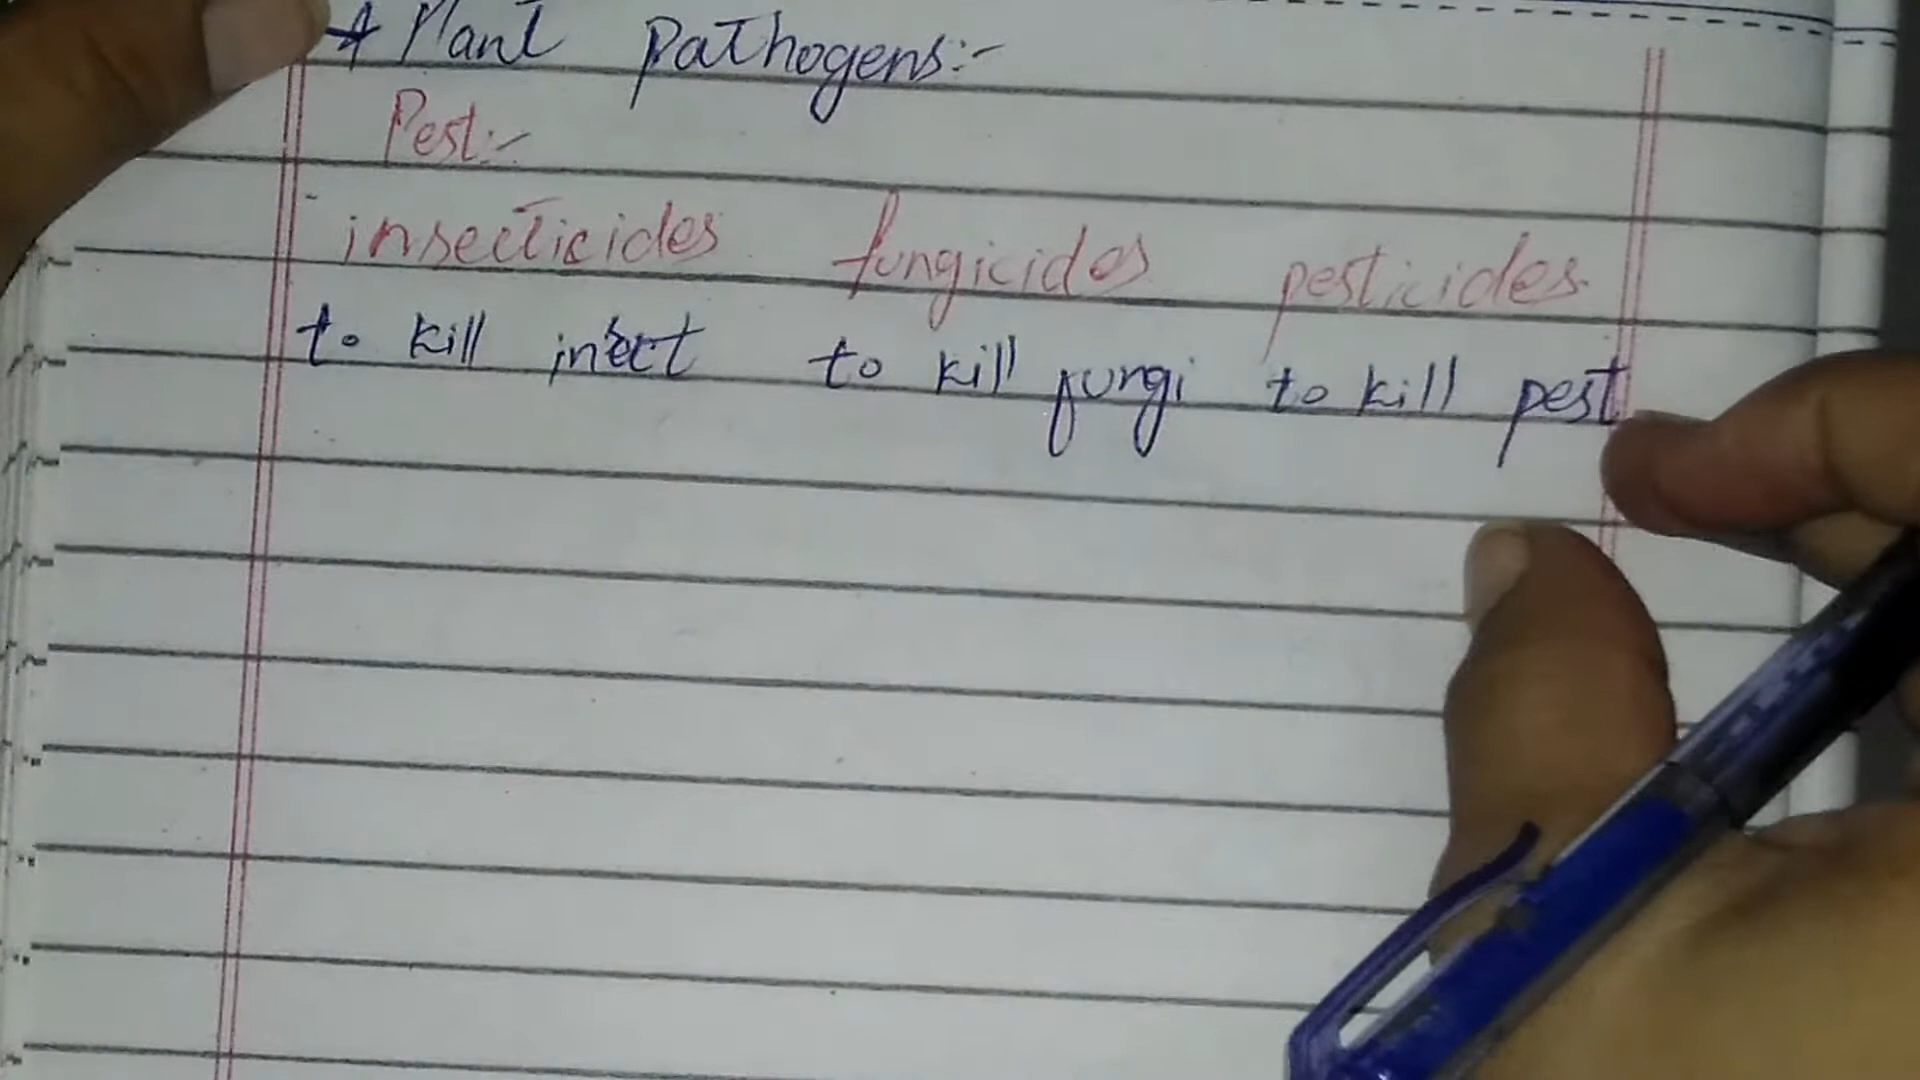 * Plant pathogens:-
Pest:-
insecticides fungicides pesticides.
to kill insect to kill fungi to kill pest